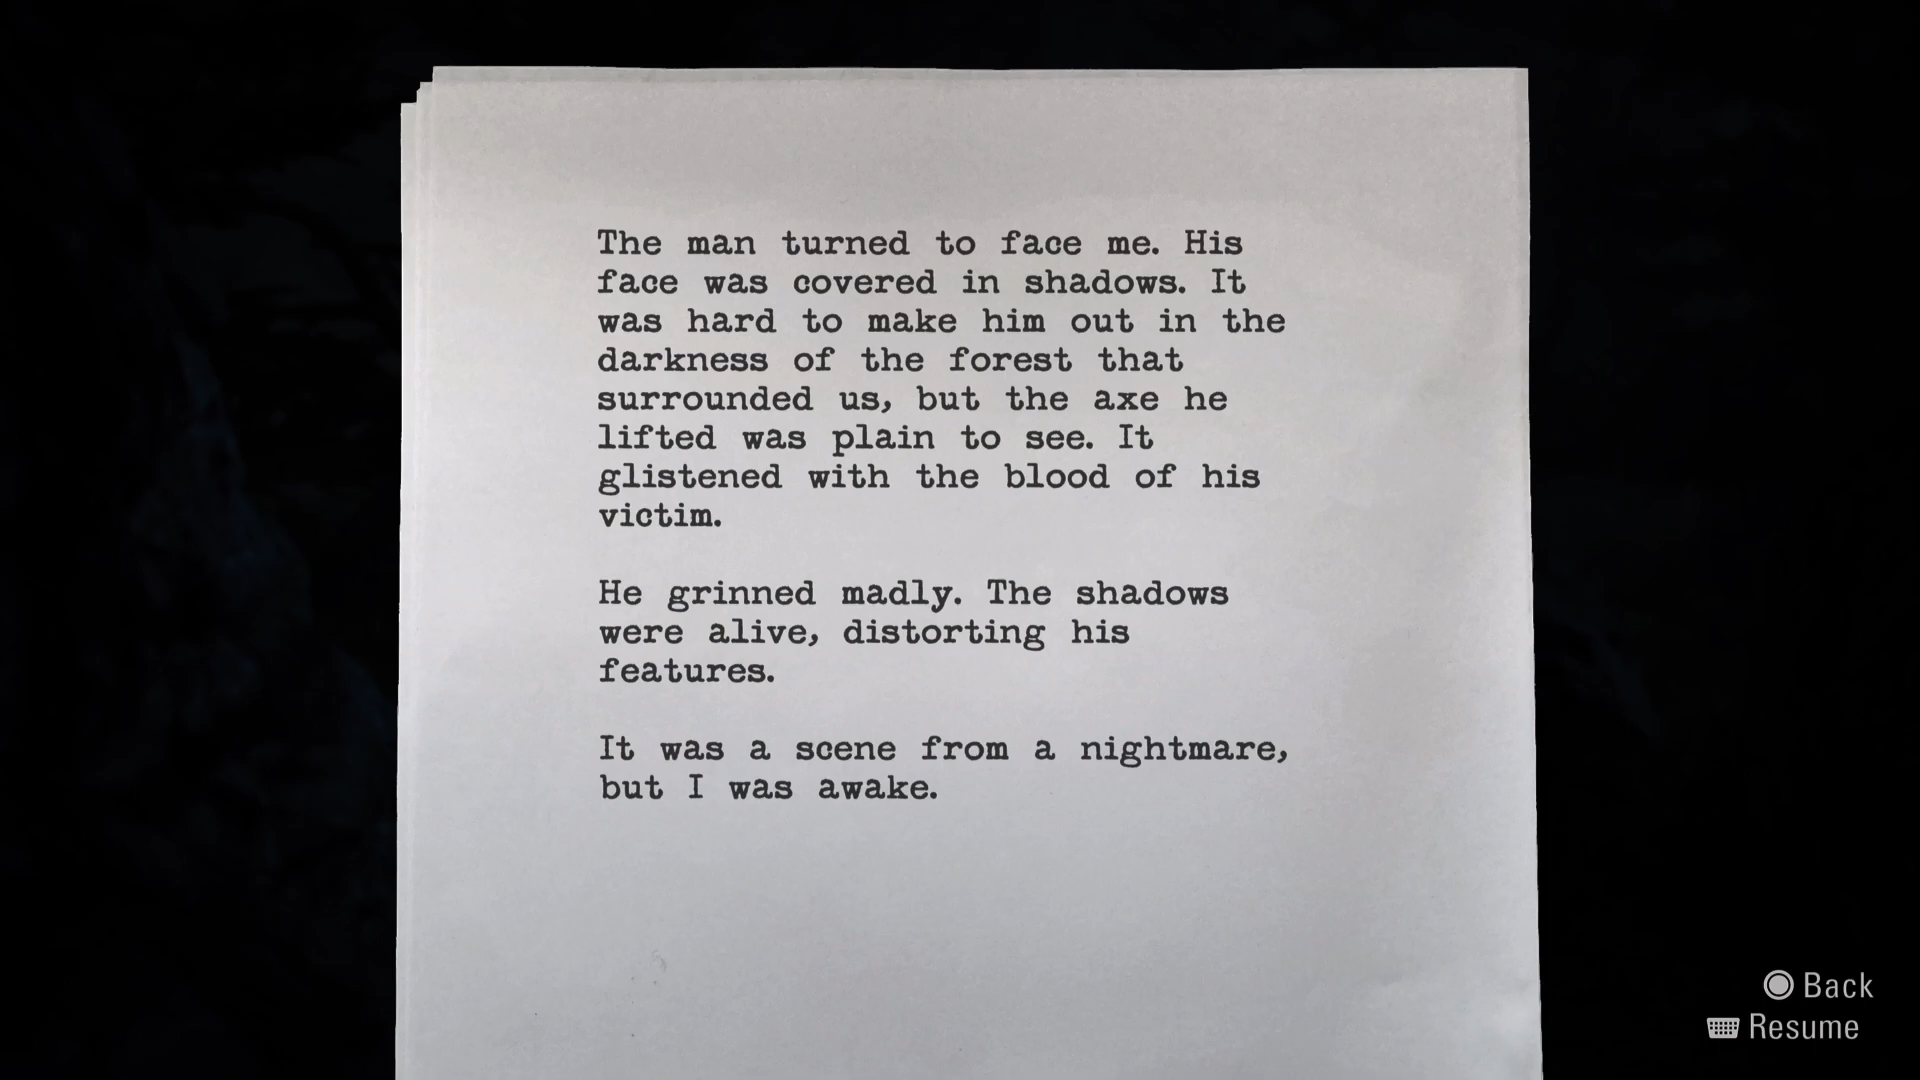 The man turned to face me. His
face was covered in shadows. It
was hard to make him out in the
darkness of the forest that
surrounded us, but the axe he
lifted was plain to see. It
glistened with the blood of his
victim.
He grinned madly. The shadows
were alive, distorting his
features.
It was a scene from a nightmare,
but I was awake.
Back
Resume